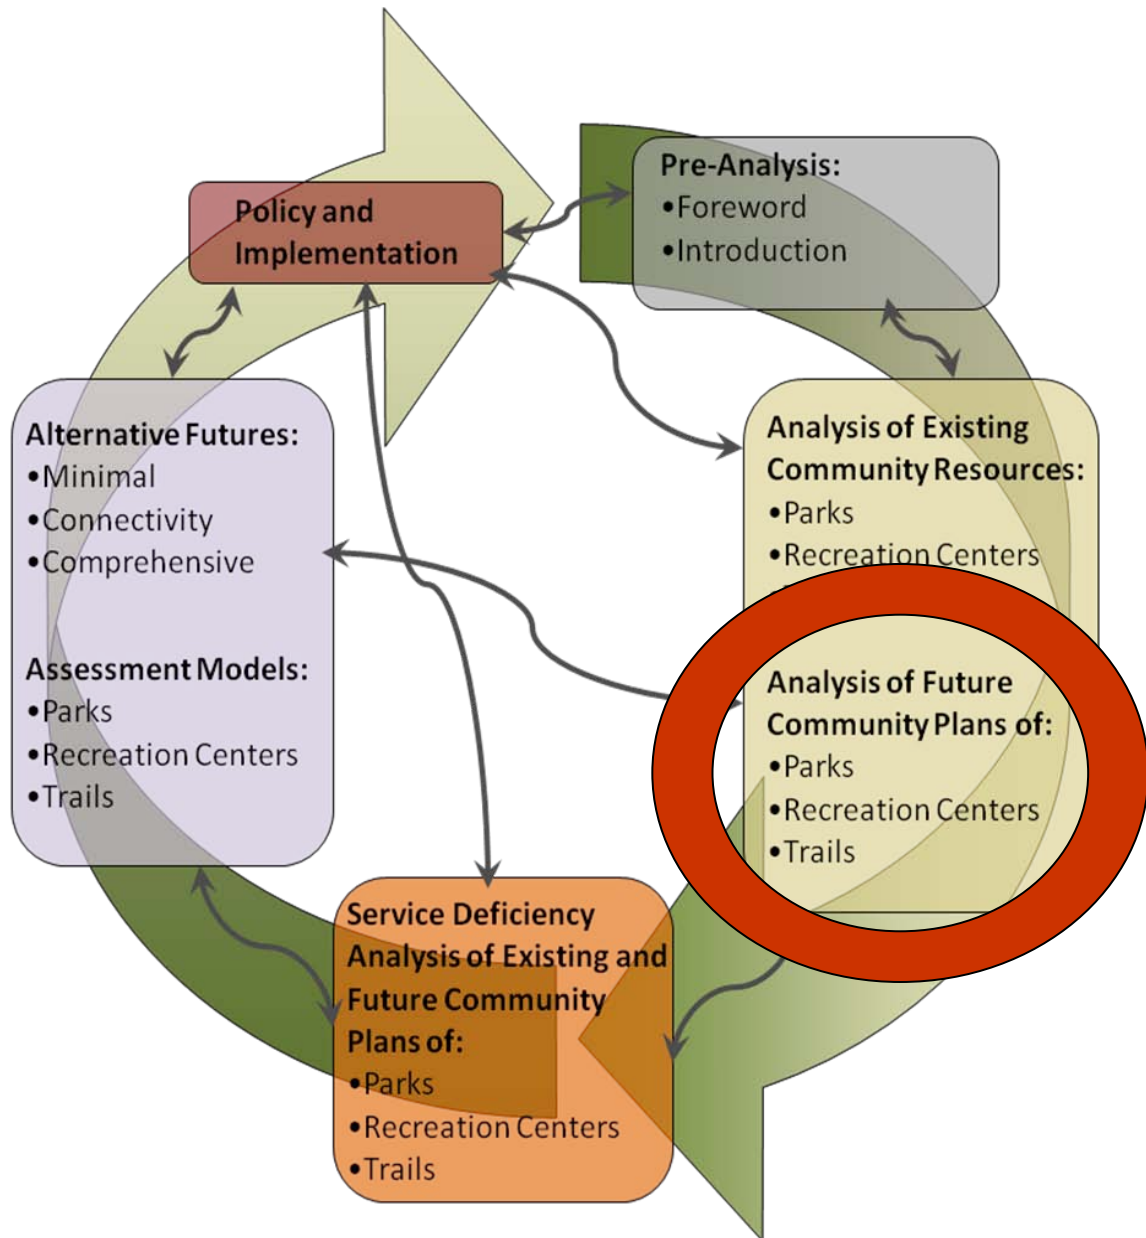 Pre-Analysis:
•Foreword
•Introduction
Policy and
Implementation
Analysis of Existing
Community Resources:
•Parks
•Recreation Centers
Analysis of Future
Community Plans of:
•Parks
•Recreation Centers
•Trails
Service Deficiency
Analysis of Existing and
Future Community
Plans of:
•Parks
•Recreation Centers
•Trails
Alternative Futures:
•Minimal
•Connectivity
•Comprehensive
Assessment Models:
•Parks
•Recreation Centers
•Trails